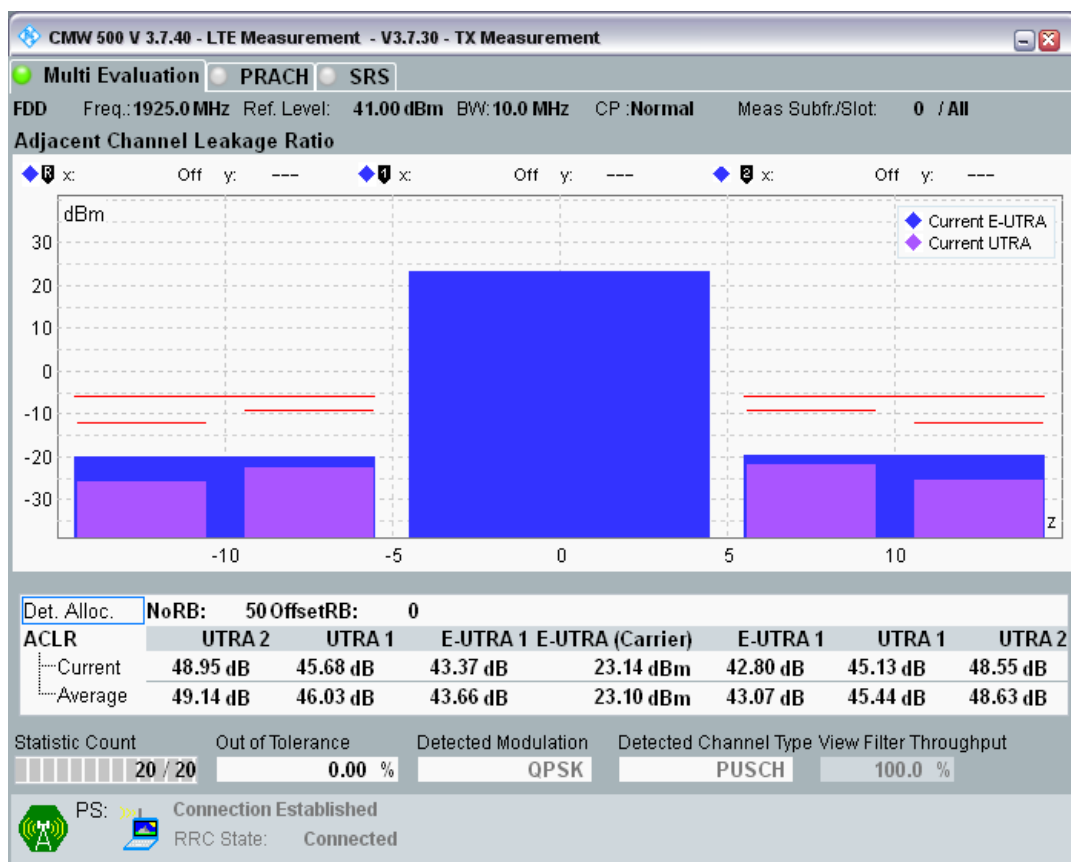 CMW 500 V 3.7.40 - LTE Measurement - V3.7.30 - TX Measurement
Multi Evaluation PRACH SRS
FDD Freq.: 1925.0 MHz Ref. Level: 41.00 dBm BW: 10.0 MHz CP :Normal Meas Subfr./Slot: 0 / All
Adjacent Channel Leakage Ratio
R x: Off y: --- 1 x: Off y: --- 2 x: Off y: ---
dBm
Current E-UTRA
Current UTRA
30
20
10
0
-10
-20
-30
z
-10 -5 0 5 10
Det. Alloc. NoRB: 50 OffsetRB: 0
ACLR UTRA 2 UTRA 1 E-UTRA 1 E-UTRA (Carrier) E-UTRA 1 UTRA 1 UTRA 2
Current 48.95 dB 45.68 dB 43.37 dB 23.14 dBm 42.80 dB 45.13 dB 48.55 dB
Average 49.14 dB 46.03 dB 43.66 dB 23.10 dBm 43.07 dB 45.44 dB 48.63 dB
Statistic Count Out of Tolerance Detected Modulation Detected Channel Type View Filter Throughput
20 / 20 0.00 % QPSK PUSCH 100.0 %
PS: Connection Established
RRC State: Connected